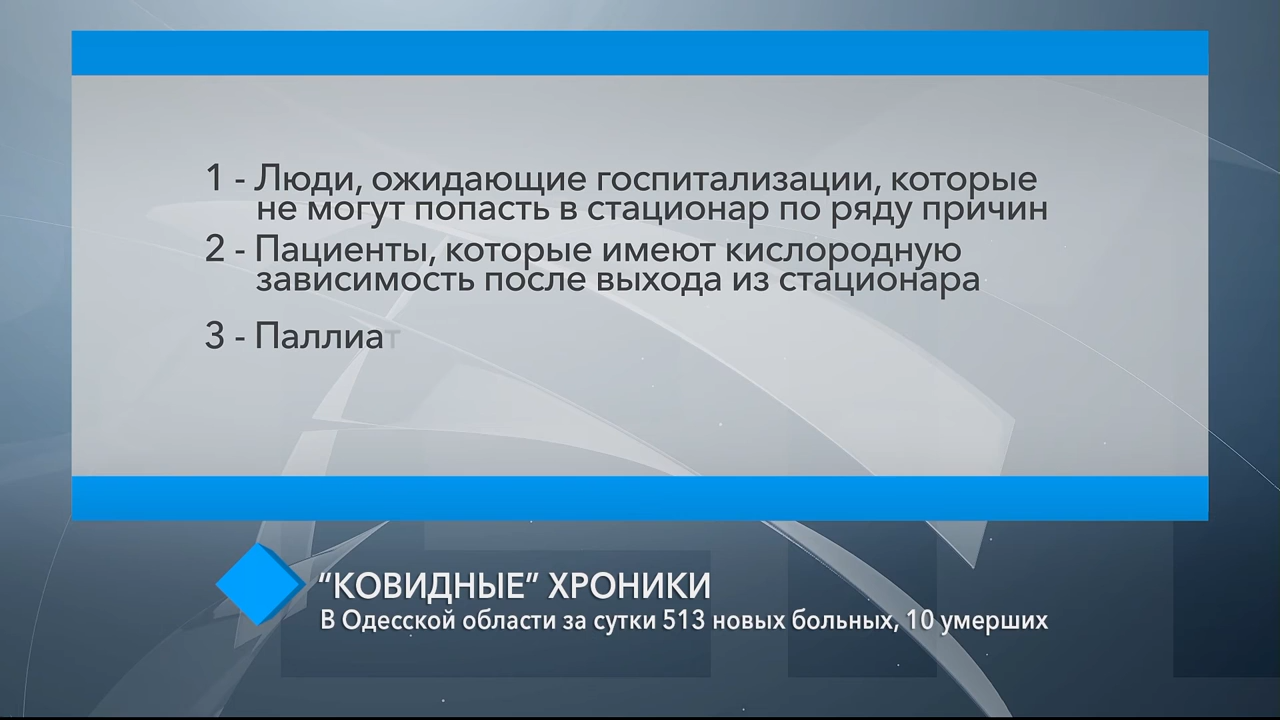 1 - Люди, ожидающие госпитализации, которые
не могут попасть в стационар по ряду причин
2 - Пациенты, которые имеют кислородную
зависимость после выхода из стационара
3 - Паллиат
“КОВИДНЫЕ” ХРОНИКИ
В Одесской области за сутки 513 новых больных, 10 умерших